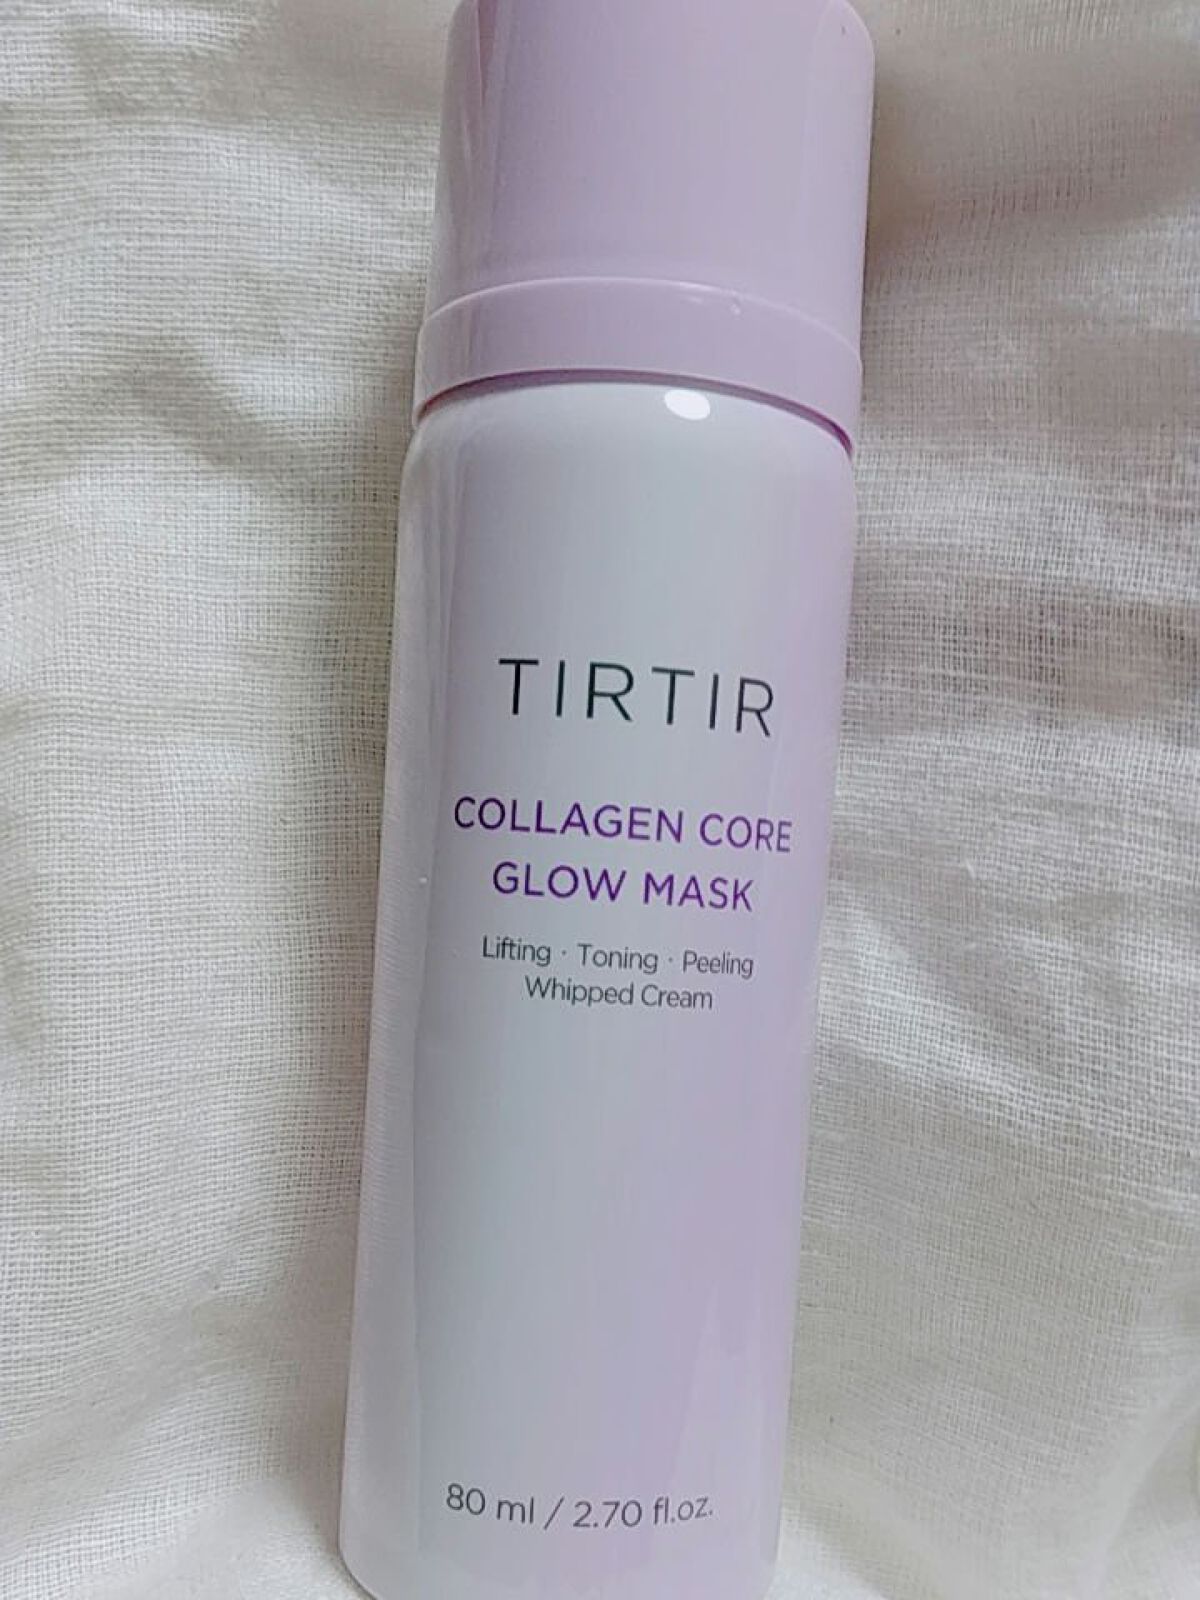 TIRTIR
COLLAGEN CORE
GLOW MASK
Lifting · Toning · Peeling
Whipped Cream
80 ml / 2.70 fl.oz.